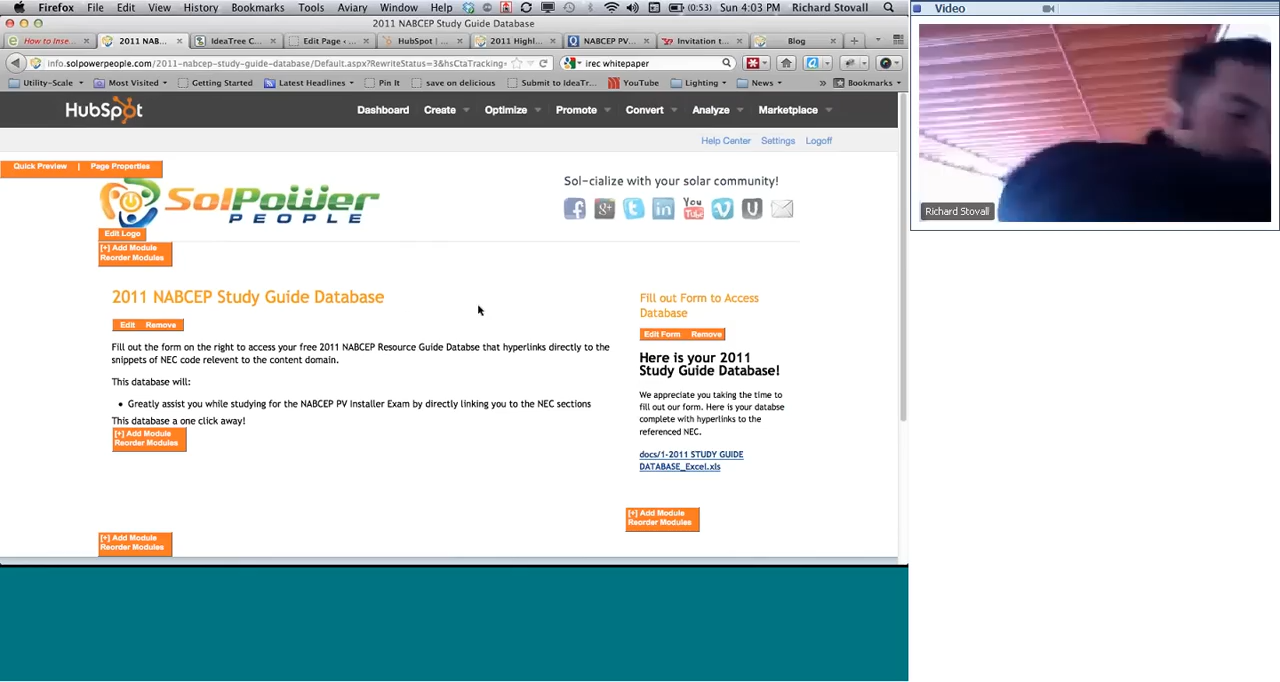 Firefox File Edit View History Bookmarks Tools Aviary Window Help (0:53) Sun 4:03 PM Richard Stovall
Video
2011 NABCEP Study Guide Database
How to Inse... 2011 NAB... IdeaTree C... Edit Page ‹... HubSpot | ... 2011 Highl... NABCEP PV... Invitation t... Blog
info.solpowerpeople.com/2011-nabcep-study-guide-database/Default.aspx?RewriteStatus=3&hsCtaTracking- irec whitepaper
Utility-Scale Most Visited Getting Started Latest Headlines Pin It save on delicious Submit to IdeaTr... YouTube Lighting News » Bookmarks
HubSpot Dashboard Create Optimize Promote Convert Analyze Marketplace
Help Center Settings Logoff
Quick Preview | Page Properties
SolPower
PEOPLE
Sol-cialize with your solar community!
You
Tube
Edit Logo
[+] Add Module
Reorder Modules
2011 NABCEP Study Guide Database
Edit Remove
Fill out the form on the right to access your free 2011 NABCEP Resource Guide Databse that hyperlinks directly to the
snippets of NEC code relevent to the content domain.
This database will:
• Greatly assist you while studying for the NABCEP PV Installer Exam by directly linking you to the NEC sections
This database a one click away!
[+] Add Module
Reorder Modules
Fill out Form to Access
Database
Edit Form Remove
Here is your 2011
Study Guide Database!
We appreciate you taking the time to
fill out our form. Here is your databse
complete with hyperlinks to the
referenced NEC.
docs/1-2011 STUDY GUIDE
DATABASE_Excel.xls
[+] Add Module
Reorder Modules
[+] Add Module
Reorder Modules
Richard Stovall